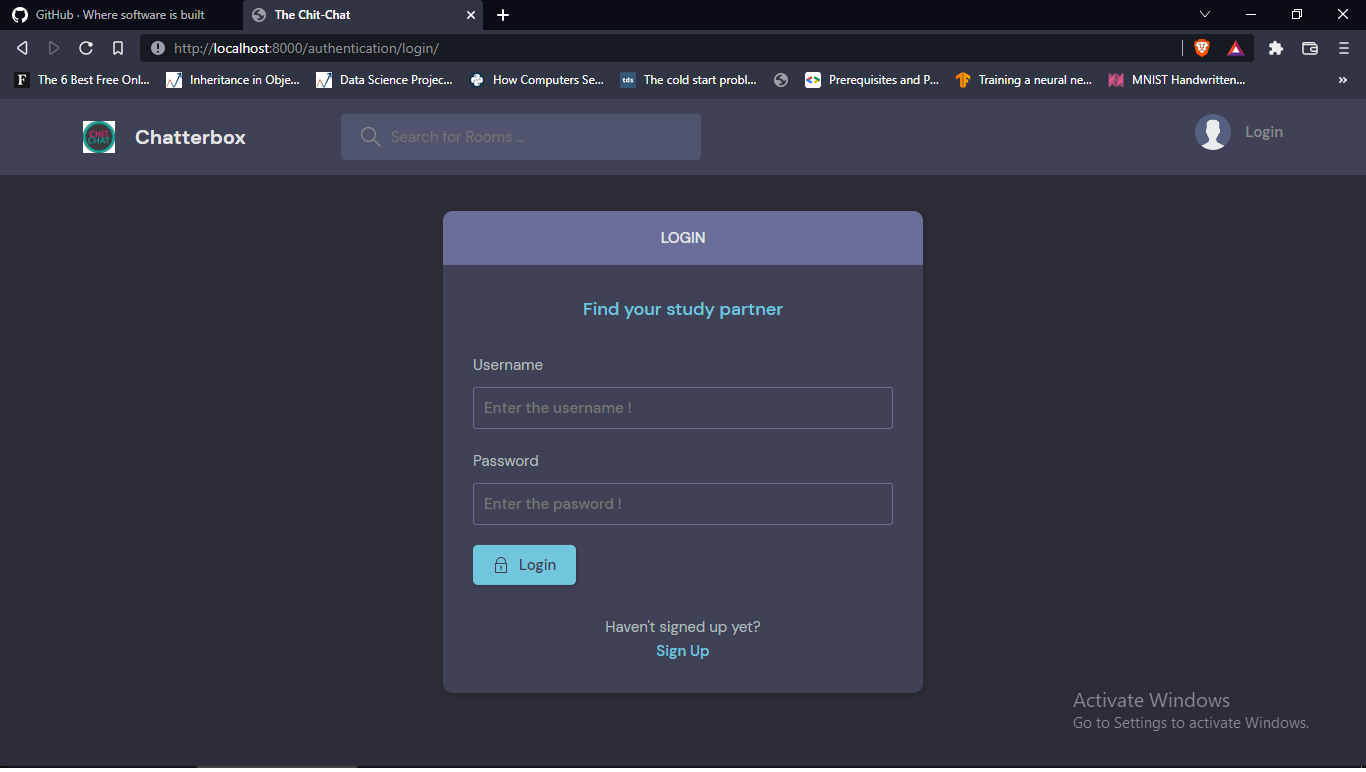 GitHub · Where software is built
The Chit-Chat
http://localhost:8000/authentication/login/
The 6 Best Free Onl...
Inheritance in Obje...
Data Science Projec...
How Computers Se...
tds
The cold start probl...
Prerequisites and P...
Training a neural ne...
MNIST Handwritten...
CHIT
CHAT
Chatterbox
Search for Rooms ...
Login
LOGIN
Find your study partner
Username
Enter the username !
Password
Enter the pasword !
Login
Haven't signed up yet?
Sign Up
Activate Windows
Go to Settings to activate Windows.